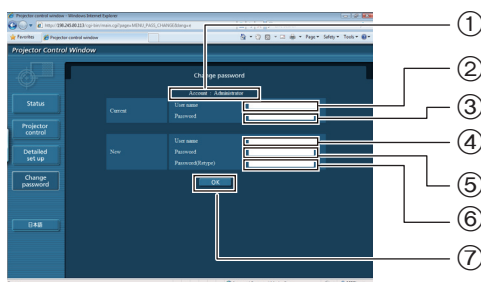 Projector control window - Windows Internet Explorer
Favorites Projector control window
Page Safety Tools
Projector Control Window
Change password
Account : Administrator
Status
Projector control
Detailed set up
Change password
日本語
Current
User name
Password
New
User name
Password
Password(Retype)
OK
①
②
③
④
⑤
⑥
⑦